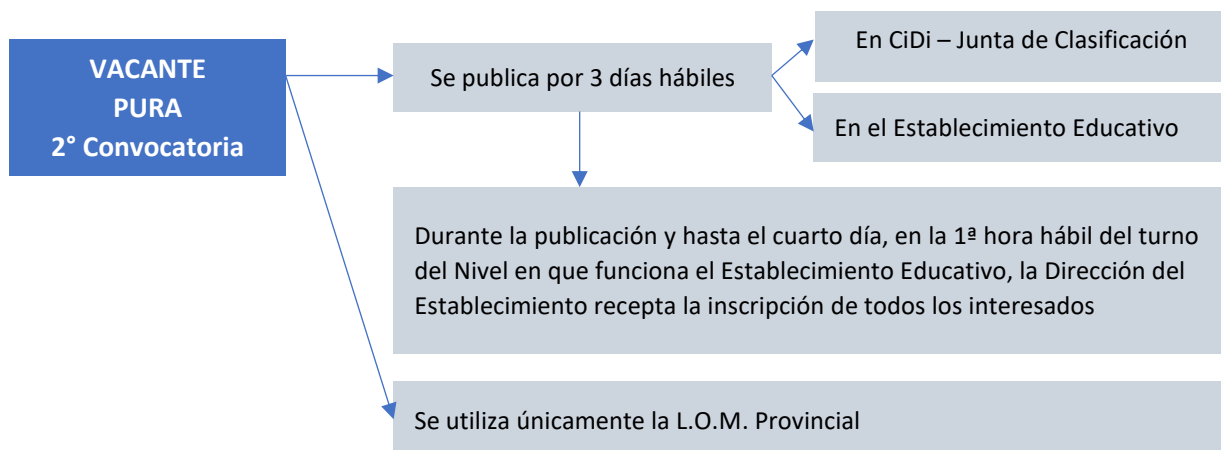 VACANTE
PURA
2° Convocatoria
Se publica por 3 días hábiles
En CiDi – Junta de Clasificación
En el Establecimiento Educativo
Durante la publicación y hasta el cuarto día, en la 1ª hora hábil del turno
del Nivel en que funciona el Establecimiento Educativo, la Dirección del
Establecimiento recepta la inscripción de todos los interesados
Se utiliza únicamente la L.O.M. Provincial